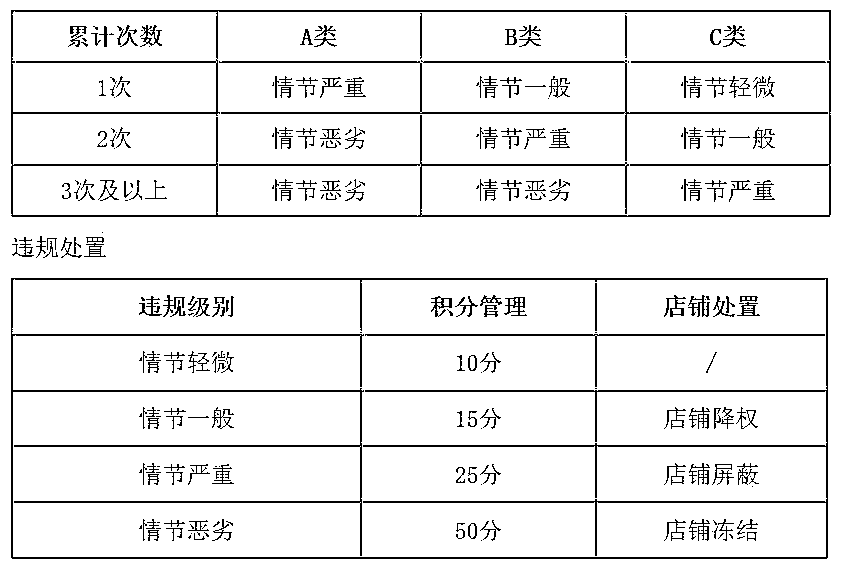 累计次数 A类 B类 C类
1次 情节严重 情节一般 情节轻微
2次 情节恶劣 情节严重 情节一般
3次及以上 情节恶劣 情节恶劣 情节严重
违规处置
违规级别 积分管理 店铺处置
情节轻微 10分 /
情节一般 15分 店铺降权
情节严重 25分 店铺屏蔽
情节恶劣 50分 店铺冻结